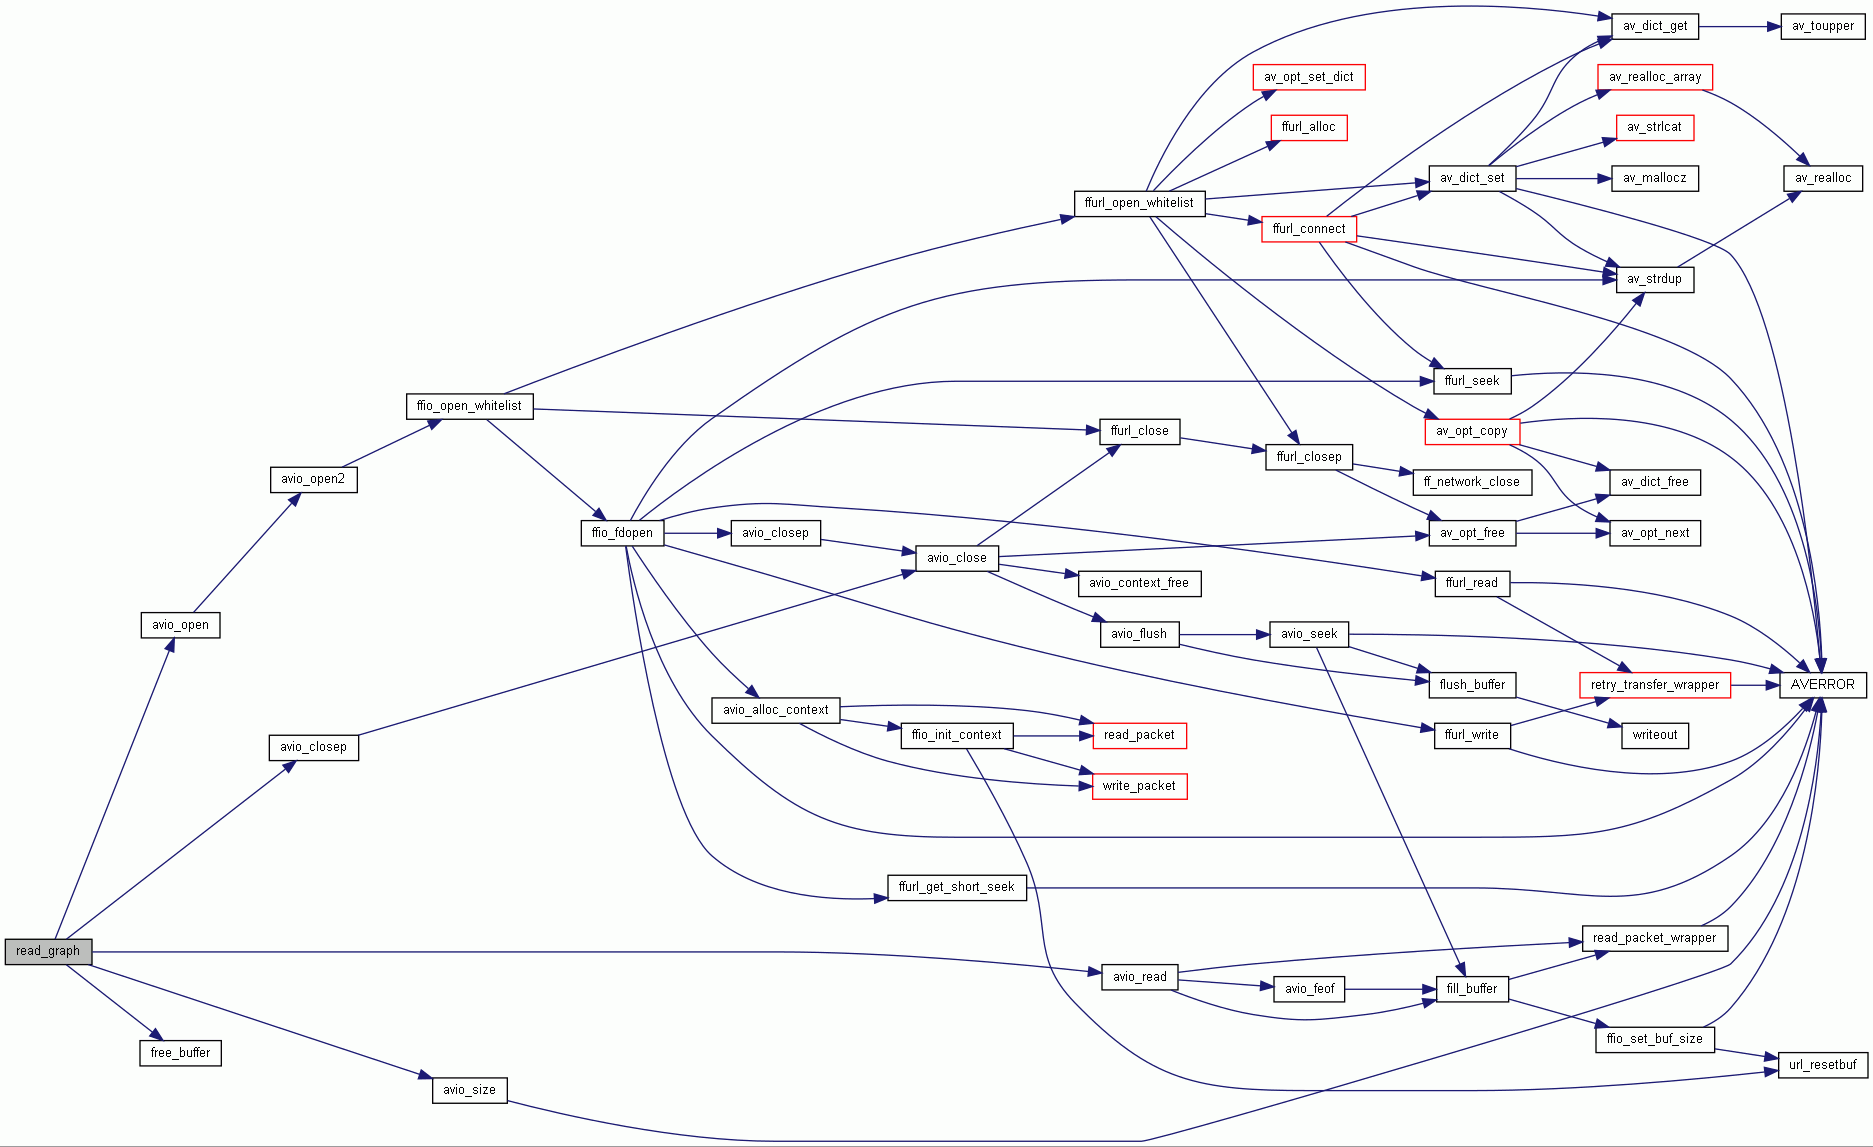 av_dict_get
av_toupper
av_opt_set_dict
av_realloc_array
ffurl_alloc
av_strlcat
av_dict_set
av_mallocz
av_realloc
ffurl_open_whitelist
ffurl_connect
av_strdup
ffurl_seek
ffio_open_whitelist
ffurl_close
av_opt_copy
ffurl_closep
avio_open2
ff_network_close
av_dict_free
ffio_fdopen
avio_closep
av_opt_free
av_opt_next
avio_close
avio_context_free
ffurl_read
avio_open
avio_flush
avio_seek
flush_buffer
retry_transfer_wrapper
AVERROR
avio_alloc_context
ffio_init_context
read_packet
ffurl_write
writeout
avio_closep
write_packet
ffurl_get_short_seek
read_graph
read_packet_wrapper
avio_read
avio_feof
fill_buffer
free_buffer
ffio_set_buf_size
url_resetbuf
avio_size